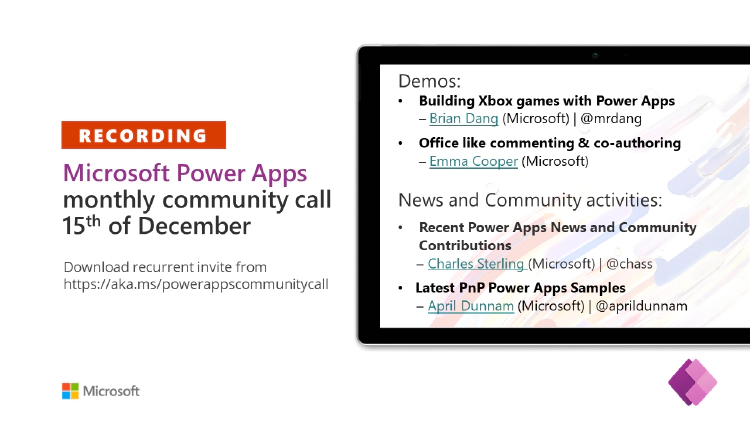 RECORDING
Microsoft Power Apps
monthly community call
15th of December
Download recurrent invite from
https://aka.ms/powerappscommunitycall
Microsoft
Demos:
• Building Xbox games with Power Apps
– Brian Dang (Microsoft) | @mrdang
• Office like commenting & co-authoring
– Emma Cooper (Microsoft)
News and Community activities:
• Recent Power Apps News and Community
Contributions
– Charles Sterling (Microsoft) | @chass
• Latest PnP Power Apps Samples
– April Dunnam (Microsoft) | @aprildunnam